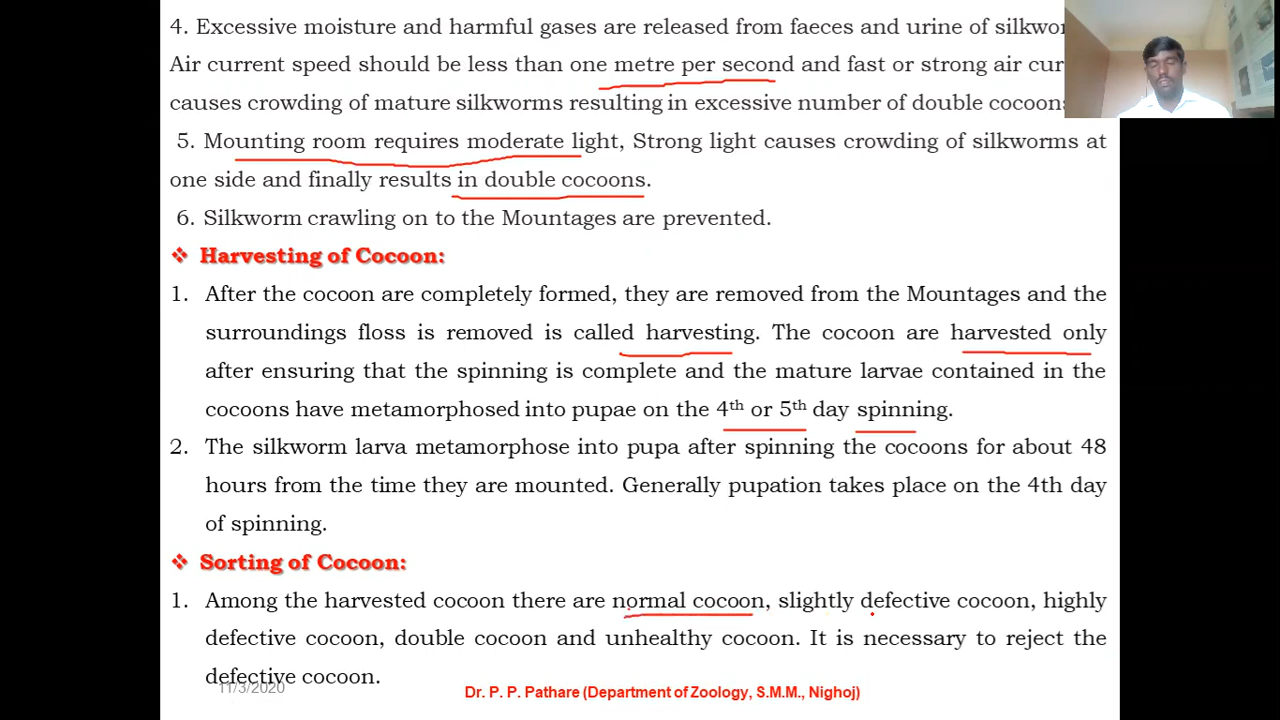 4. Excessive moisture and harmful gases are released from faeces and urine of
Air current speed should be less than one metre per second and fast or strong air
causes crowding of mature silkworms resulting in excessive number of double cocoons
5. Mounting room requires moderate light, Strong light causes crowding of silkworms at
one side and finally results in double cocoons.
6. Silkworm crawling on to the Mountages are prevented.
❖ Harvesting of Cocoon:
1. After the cocoon are completely formed, they are removed from the Mountages and the
surroundings floss is removed is called harvesting. The cocoon are harvested only
after ensuring that the spinning is complete and the mature larvae contained in the
cocoons have metamorphosed into pupae on the 4th or 5th day spinning.
2. The silkworm larva metamorphose into pupa after spinning the cocoons for about 48
hours from the time they are mounted. Generally pupation takes place on the 4th day
of spinning.
❖ Sorting of Cocoon:
1. Among the harvested cocoon there are normal cocoon, slightly defective cocoon, highly
defective cocoon, double cocoon and unhealthy cocoon. It is necessary to reject the
defective cocoon.
11/3/2020
Dr. P. P. Pathare (Department of Zoology, S.M.M., Nighoj)